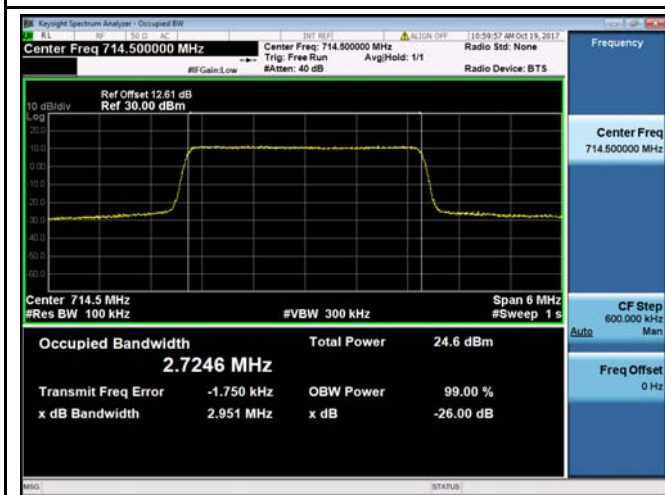 Keysight Spectrum Analyzer - Occupied BW
RL RF 50 Ω AC INT REF ALIGN OFF 10:59:57 AM Oct 19, 2017
Center Freq 714.500000 MHz
Center Freq: 714.500000 MHz
Radio Std: None
Trig: Free Run Avg|Hold: 1/1
#IFGain:Low #Atten: 40 dB
Radio Device: BTS
Frequency
Ref Offset 12.61 dB
10 dB/div Ref 30.00 dBm
Log
20.0
10.0
0.00
10.0
20.0
30.0
40.0
50.0
60.0
Center 714.5 MHz Span 6 MHz
#Res BW 100 kHz #VBW 300 kHz #Sweep 1 s
Occupied Bandwidth Total Power 24.6 dBm
2.7246 MHz
Transmit Freq Error -1.750 kHz OBW Power 99.00 %
x dB Bandwidth 2.951 MHz x dB -26.00 dB
Center Freq
714.500000 MHz
CF Step
600.000 kHz
Auto Man
Freq Offset
0 Hz
MSG STATUS